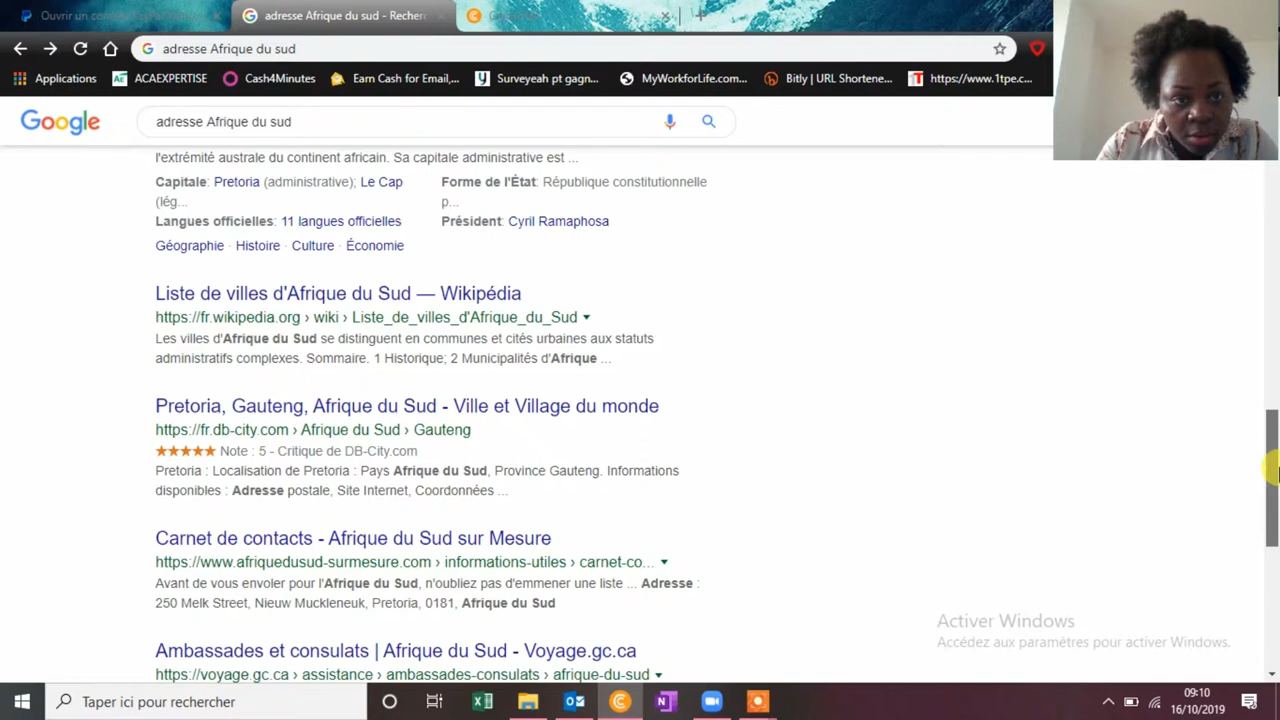 Ouvrir un com
adresse Afrique du sud - Recher
adresse Afrique du sud
Applications
ACAEXPERTISE
Cash4Minutes
Earn Cash for Email,...
Surveyeah pt gagn...
MyWorkforLife.com...
Bitly | URL Shortene...
https://www.1tpe.c...
Google
adresse Afrique du sud
l'extrémité australe du continent africain. Sa capitale administrative est ...
Capitale: Pretoria (administrative); Le Cap
(lég...
Forme de l'État: République constitutionnelle
p...
Langues officielles: 11 langues officielles
Président: Cyril Ramaphosa
Géographie · Histoire · Culture · Économie
Liste de villes d'Afrique du Sud — Wikipédia
https://fr.wikipedia.org › wiki › Liste_de_villes_d'Afrique_du_Sud
Les villes d'Afrique du Sud se distinguent en communes et cités urbaines aux statuts
administratifs complexes. Sommaire. 1 Historique; 2 Municipalités d'Afrique ...
Pretoria, Gauteng, Afrique du Sud - Ville et Village du monde
https://fr.db-city.com › Afrique du Sud › Gauteng
★★★★★ Note : 5 - Critique de DB-City.com
Pretoria : Localisation de Pretoria : Pays Afrique du Sud, Province Gauteng. Informations
disponibles : Adresse postale, Site Internet, Coordonnées ...
Carnet de contacts - Afrique du Sud sur Mesure
https://www.afriquedusud-surmesure.com › informations-utiles › carnet-co...
Avant de vous envoler pour l'Afrique du Sud, n'oubliez pas d'emmener une liste ... Adresse :
250 Melk Street, Nieuw Muckleneuk, Pretoria, 0181, Afrique du Sud
Ambassades et consulats | Afrique du Sud - Voyage.gc.ca
https://voyage.gc.ca › assistance › ambassades-consulats › afrique-du-sud
Activer Windows
Accédez aux paramètres pour activer Windows.
Taper ici pour rechercher
09:10
16/10/2019